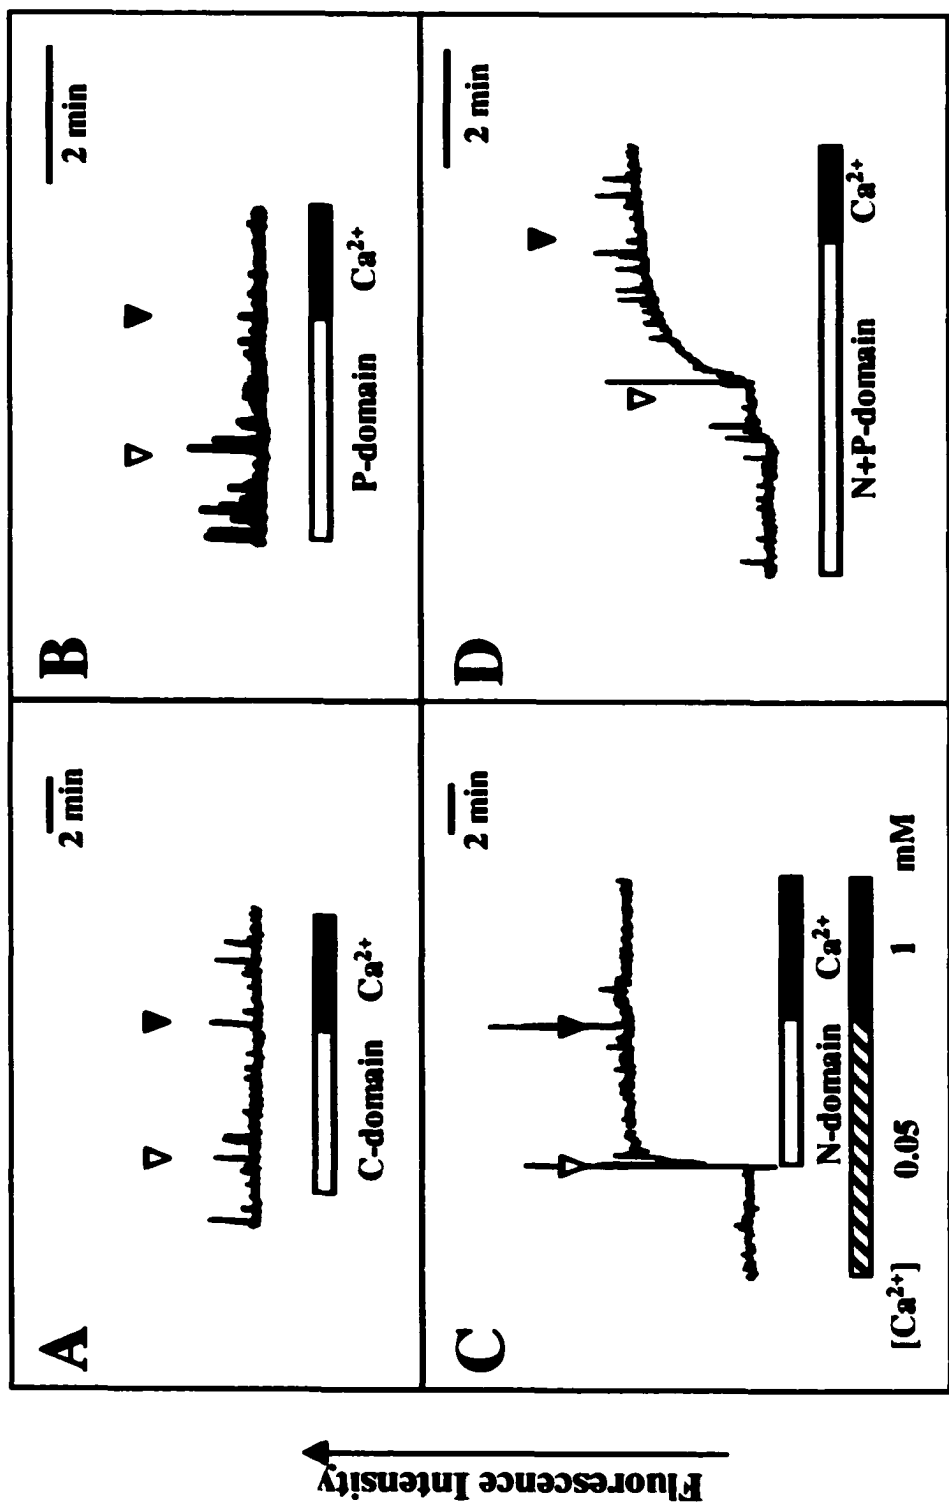 Fluorescence Intensity
A
2 min
C-domain Ca²⁺
B
2 min
P-domain Ca²⁺
C
2 min
N-domain Ca²⁺
[Ca²⁺] 0.05 1 mM
D
2 min
N+P-domain Ca²⁺